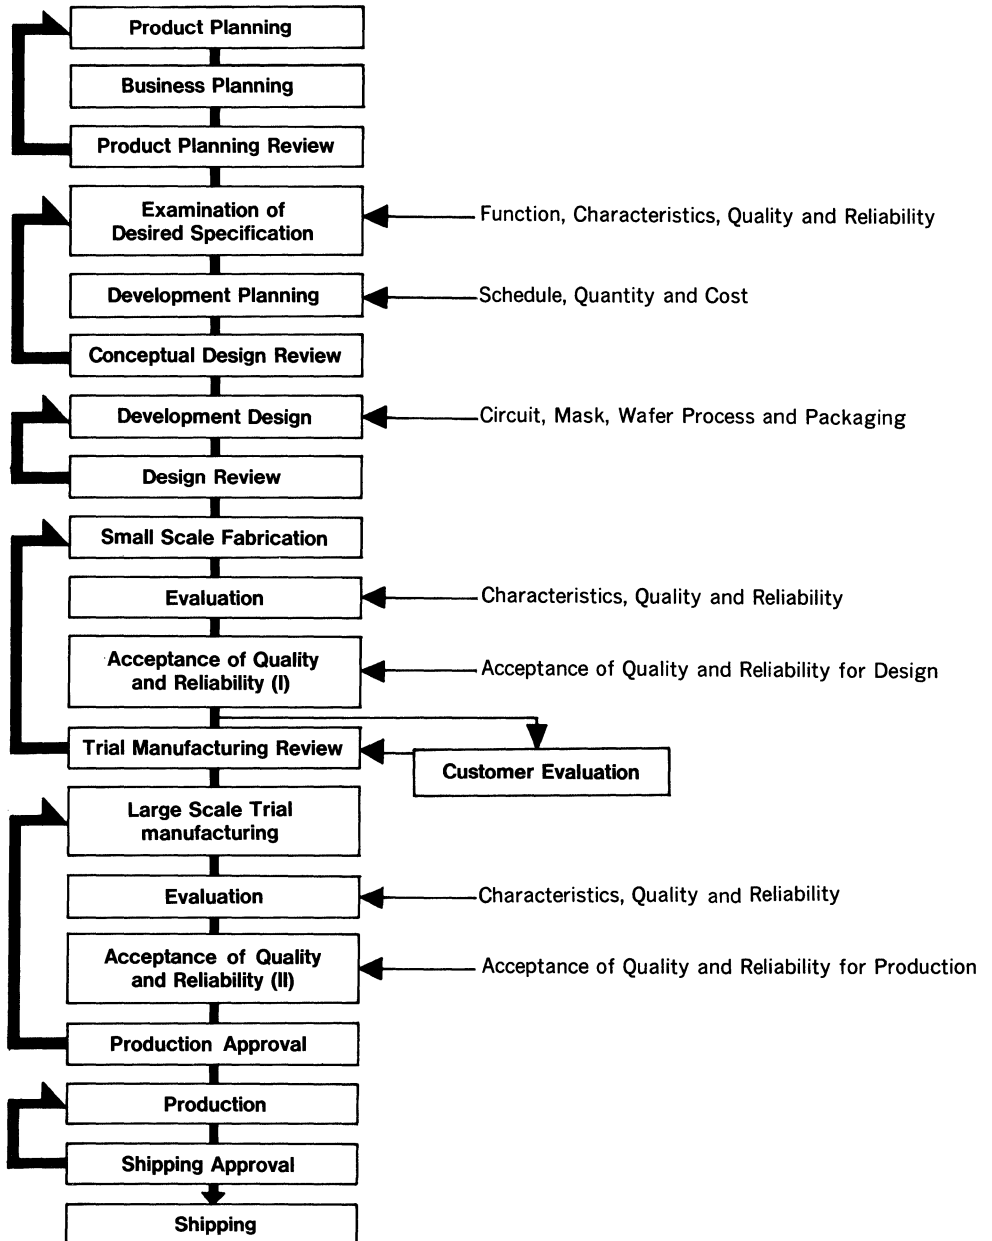 Product Planning
Business Planning
Product Planning Review
Examination of
Desired Specification
Function, Characteristics, Quality and Reliability
Development Planning
Schedule, Quantity and Cost
Conceptual Design Review
Development Design
Circuit, Mask, Wafer Process and Packaging
Design Review
Small Scale Fabrication
Evaluation
Characteristics, Quality and Reliability
Acceptance of Quality
and Reliability (I)
Acceptance of Quality and Reliability for Design
Trial Manufacturing Review
Customer Evaluation
Large Scale Trial
manufacturing
Evaluation
Characteristics, Quality and Reliability
Acceptance of Quality
and Reliability (II)
Acceptance of Quality and Reliability for Production
Production Approval
Production
Shipping Approval
Shipping